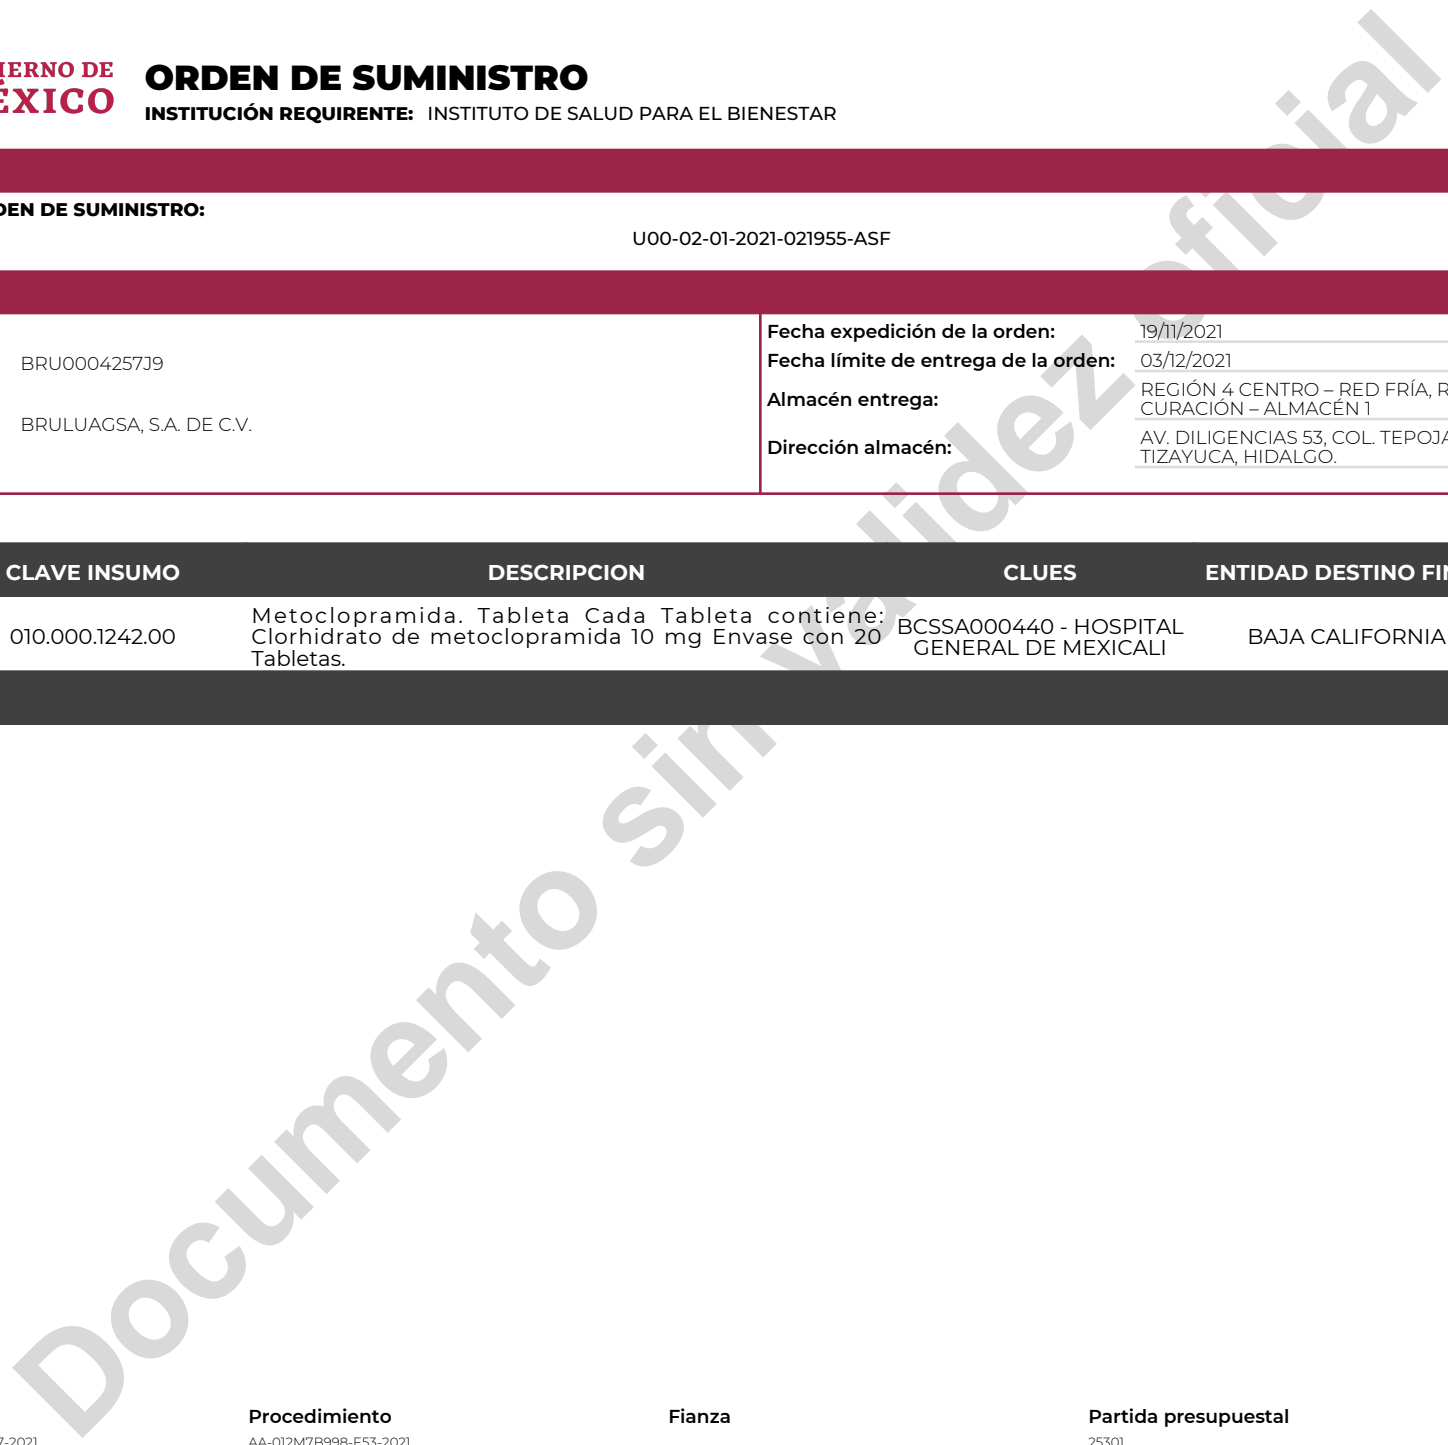 ORDEN DE SUMINISTRO
INSTITUCIÓN REQUIRENTE: INSTITUTO DE SALUD PARA EL BIENESTAR
DE
DE SUMINISTRO:
U00-02-01-2021-021955-ASF
BRU0004257J9
BRULUAGSA, S.A. DE C.V.
Fecha expedición de la orden: 19/11/2021
Fecha límite de entrega de la orden: 03/12/2021
Almacén entrega: REGIÓN 4 CENTRO – RED FRÍA,
CURACIÓN – ALMACÉN 1
Dirección almacén: AV. DILIGENCIAS 53, COL.
TIZAYUCA, HIDALGO.
CLAVE INSUMO DESCRIPCION CLUES ENTIDAD DESTINO
010.000.1242.00
Metoclopramida. Tableta Cada Tableta contiene:
Clorhidrato de metoclopramida 10 mg Envase con 20
Tabletas.
BCSSA000440 - HOSPITAL
GENERAL DE MEXICALI
BAJA CALIFORNIA
Documento sin validez oficial
Procedimiento Fianza Partida presupuestal